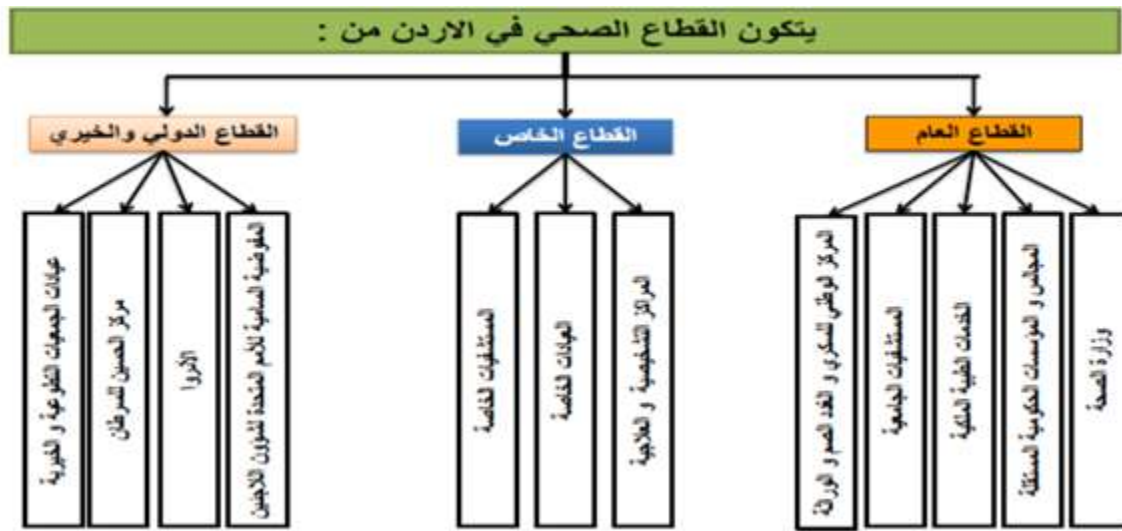 يتكون القطاع الصحي في الاردن من :
القطاع العام
القطاع الخاص
القطاع الدولي والخيري
وزارة الصحة
المجالس و المؤسسات الحكومية المستقلة
الخدمات الطبية الملكية
المستشفيات الجامعية
المركز الوطني للسكري و الغدد الصم و الوراثة
المراكز التشخيصية و العلاجية
العيادات الخاصة
المستشفيات الخاصة
المفوضية السامية للأمم المتحدة لشؤون اللاجئين
الأنروا
مركز الحسين للسرطان
عيادات الجمعيات التطوعية و الخيرية